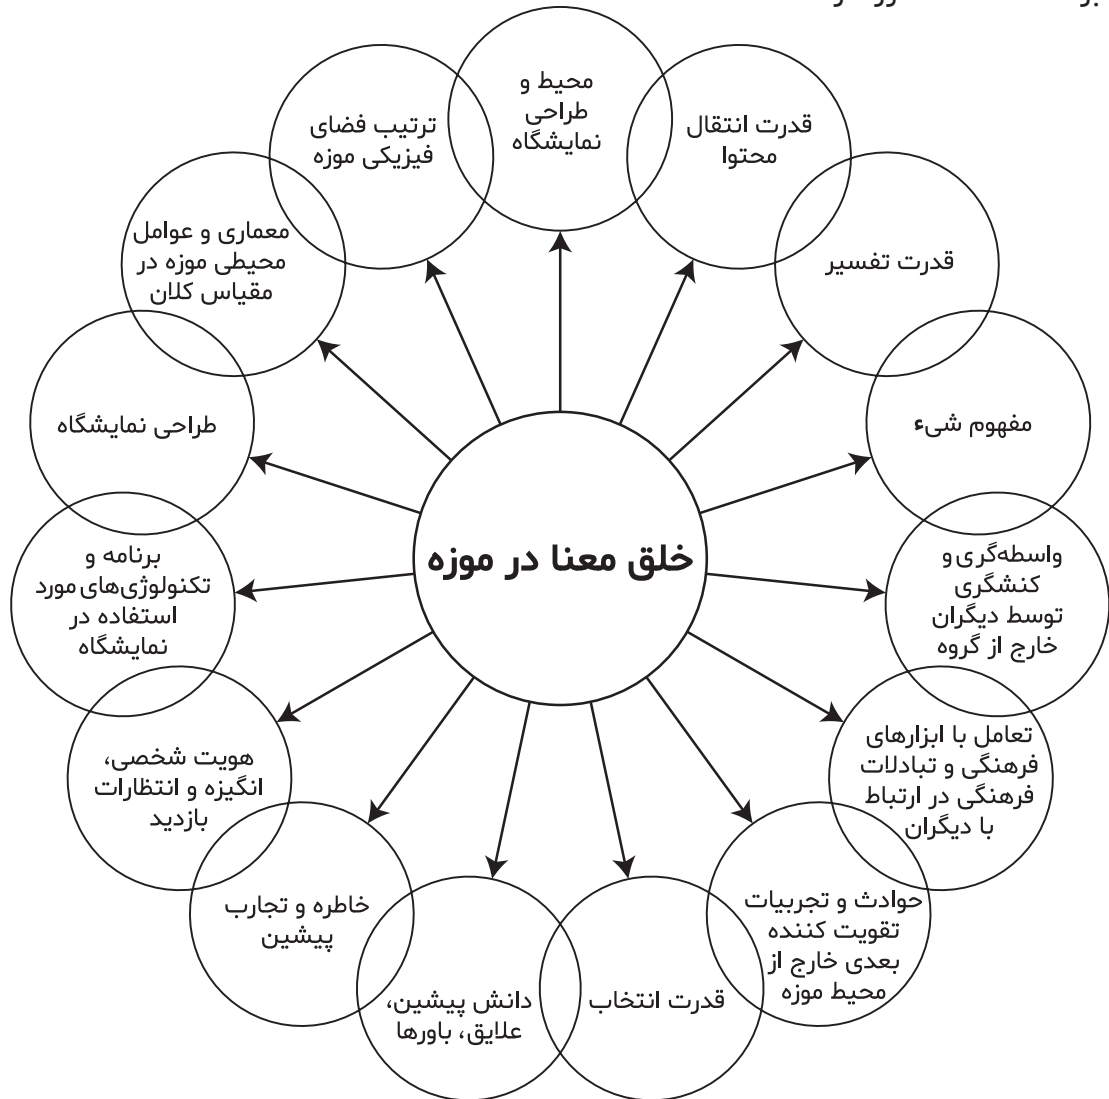 محیط و
طراحی
نمایشگاه
قدرت انتقال
محتوا
قدرت تفسیر
مفهوم شیء
واسطه‌گری و
کنشگری
توسط دیگران
خارج از گروه
تعامل با ابزارهای
فرهنگی و تبادلات
فرهنگی در ارتباط
با دیگران
حوادث و تجربیات
تقویت کننده
بعدی خارج از
محیط موزه
قدرت انتخاب
دانش پیشین،
علایق، باورها
خاطره و تجارب
پیشین
هویت شخصی،
انگیزه و انتظارات
بازدید
برنامه و
تکنولوژی‌های مورد
استفاده در
نمایشگاه
طراحی نمایشگاه
معماری و عوامل
محیطی موزه در
مقیاس کلان
ترتیب فضای
فیزیکی موزه
خلق معنا در موزه